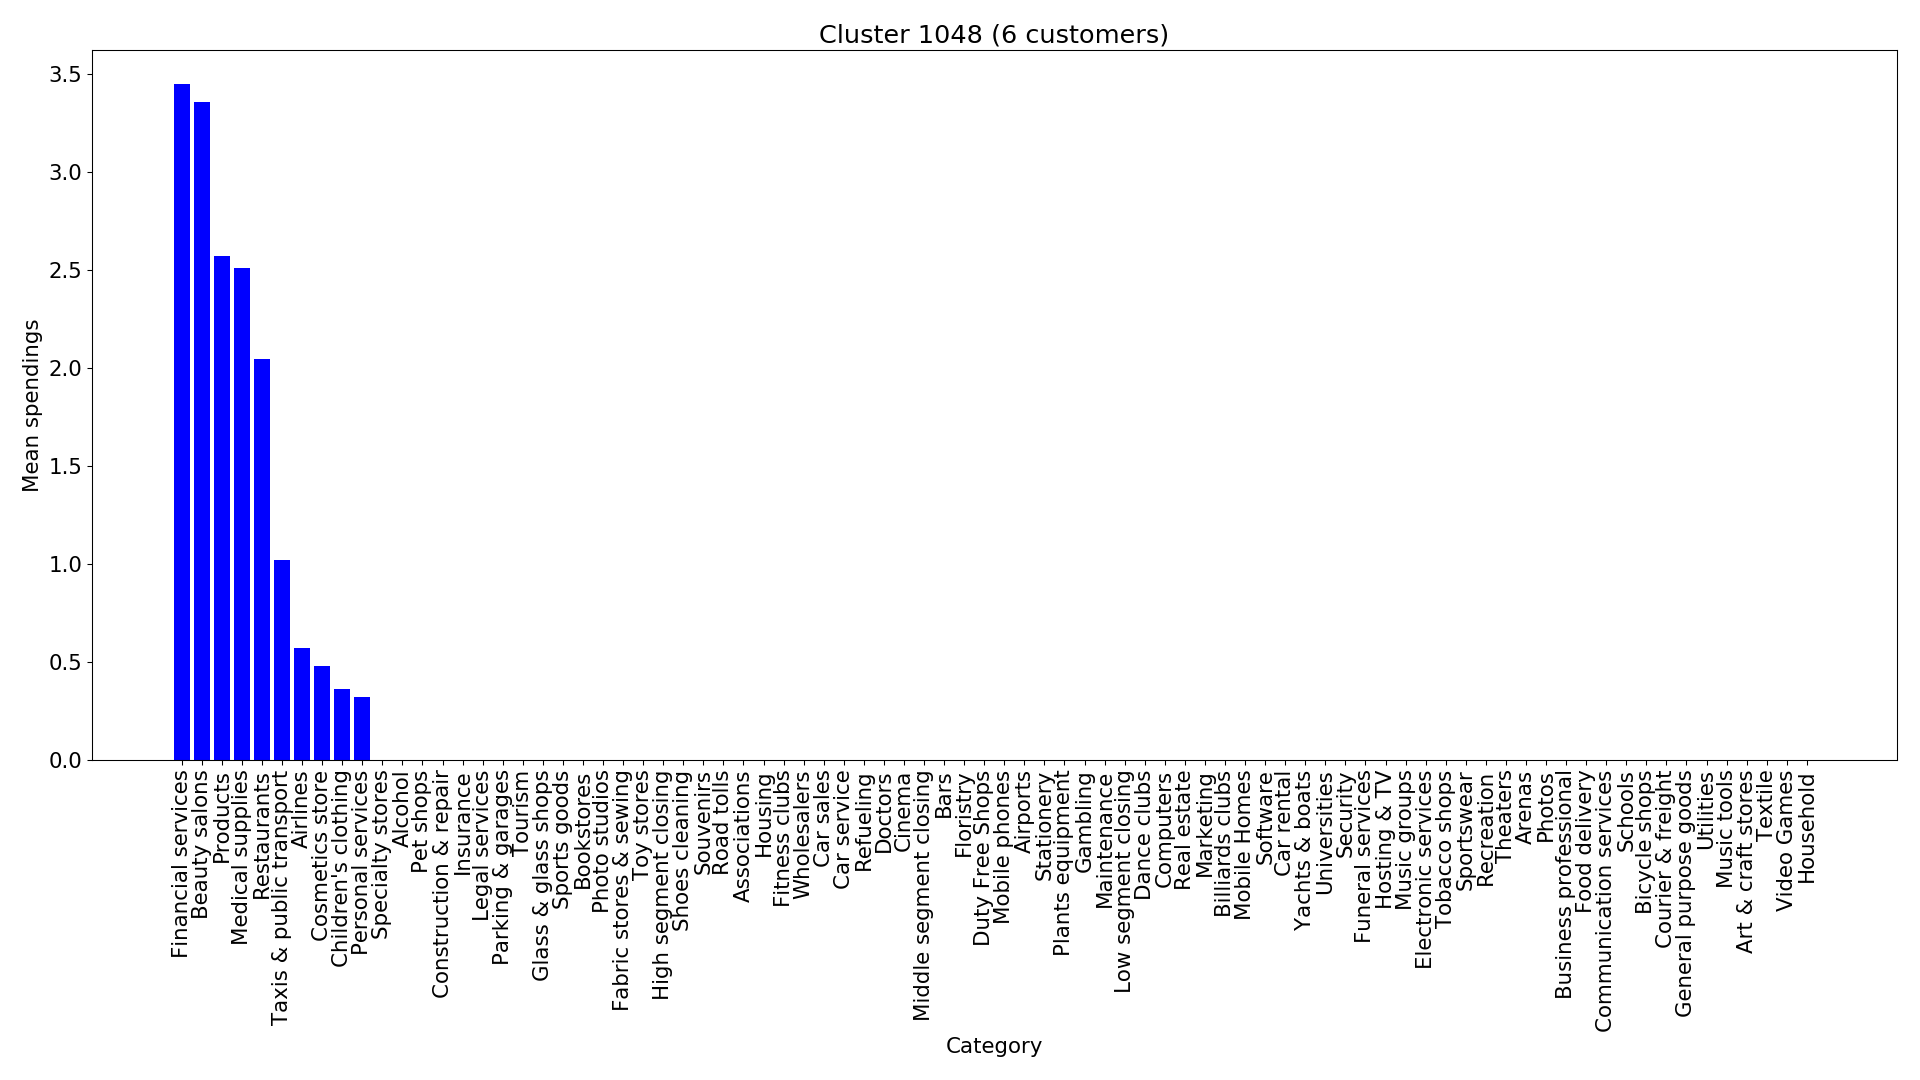 Cluster 1048 (6 customers)
Mean spendings
3.5
3.0
2.5
2.0
1.5
1.0
0.5
0.0
Financial services
Beauty salons
Products
Medical supplies
Restaurants
Taxis & public transport
Airlines
Cosmetics store
Children's clothing
Personal services
Specialty stores
Alcohol
Pet shops
Construction & repair
Insurance
Legal services
Parking & garages
Tourism
Glass & glass shops
Sports goods
Bookstores
Photo studios
Fabric stores & sewing
Toy stores
High segment closing
Shoes cleaning
Souvenirs
Road tolls
Associations
Housing
Fitness clubs
Wholesalers
Car sales
Car service
Refueling
Doctors
Cinema
Middle segment closing
Bars
Floristry
Duty Free Shops
Mobile phones
Airports
Stationery
Plants equipment
Gambling
Maintenance
Low segment closing
Dance clubs
Computers
Real estate
Marketing
Billiards clubs
Mobile Homes
Software
Car rental
Yachts & boats
Universities
Security
Funeral services
Hosting & TV
Music groups
Electronic services
Tobacco shops
Sportswear
Recreation
Theaters
Arenas
Photos
Business professional
Food delivery
Communication services
Schools
Bicycle shops
Courier & freight
General purpose goods
Utilities
Music tools
Art & craft stores
Textile
Video Games
Household
Category